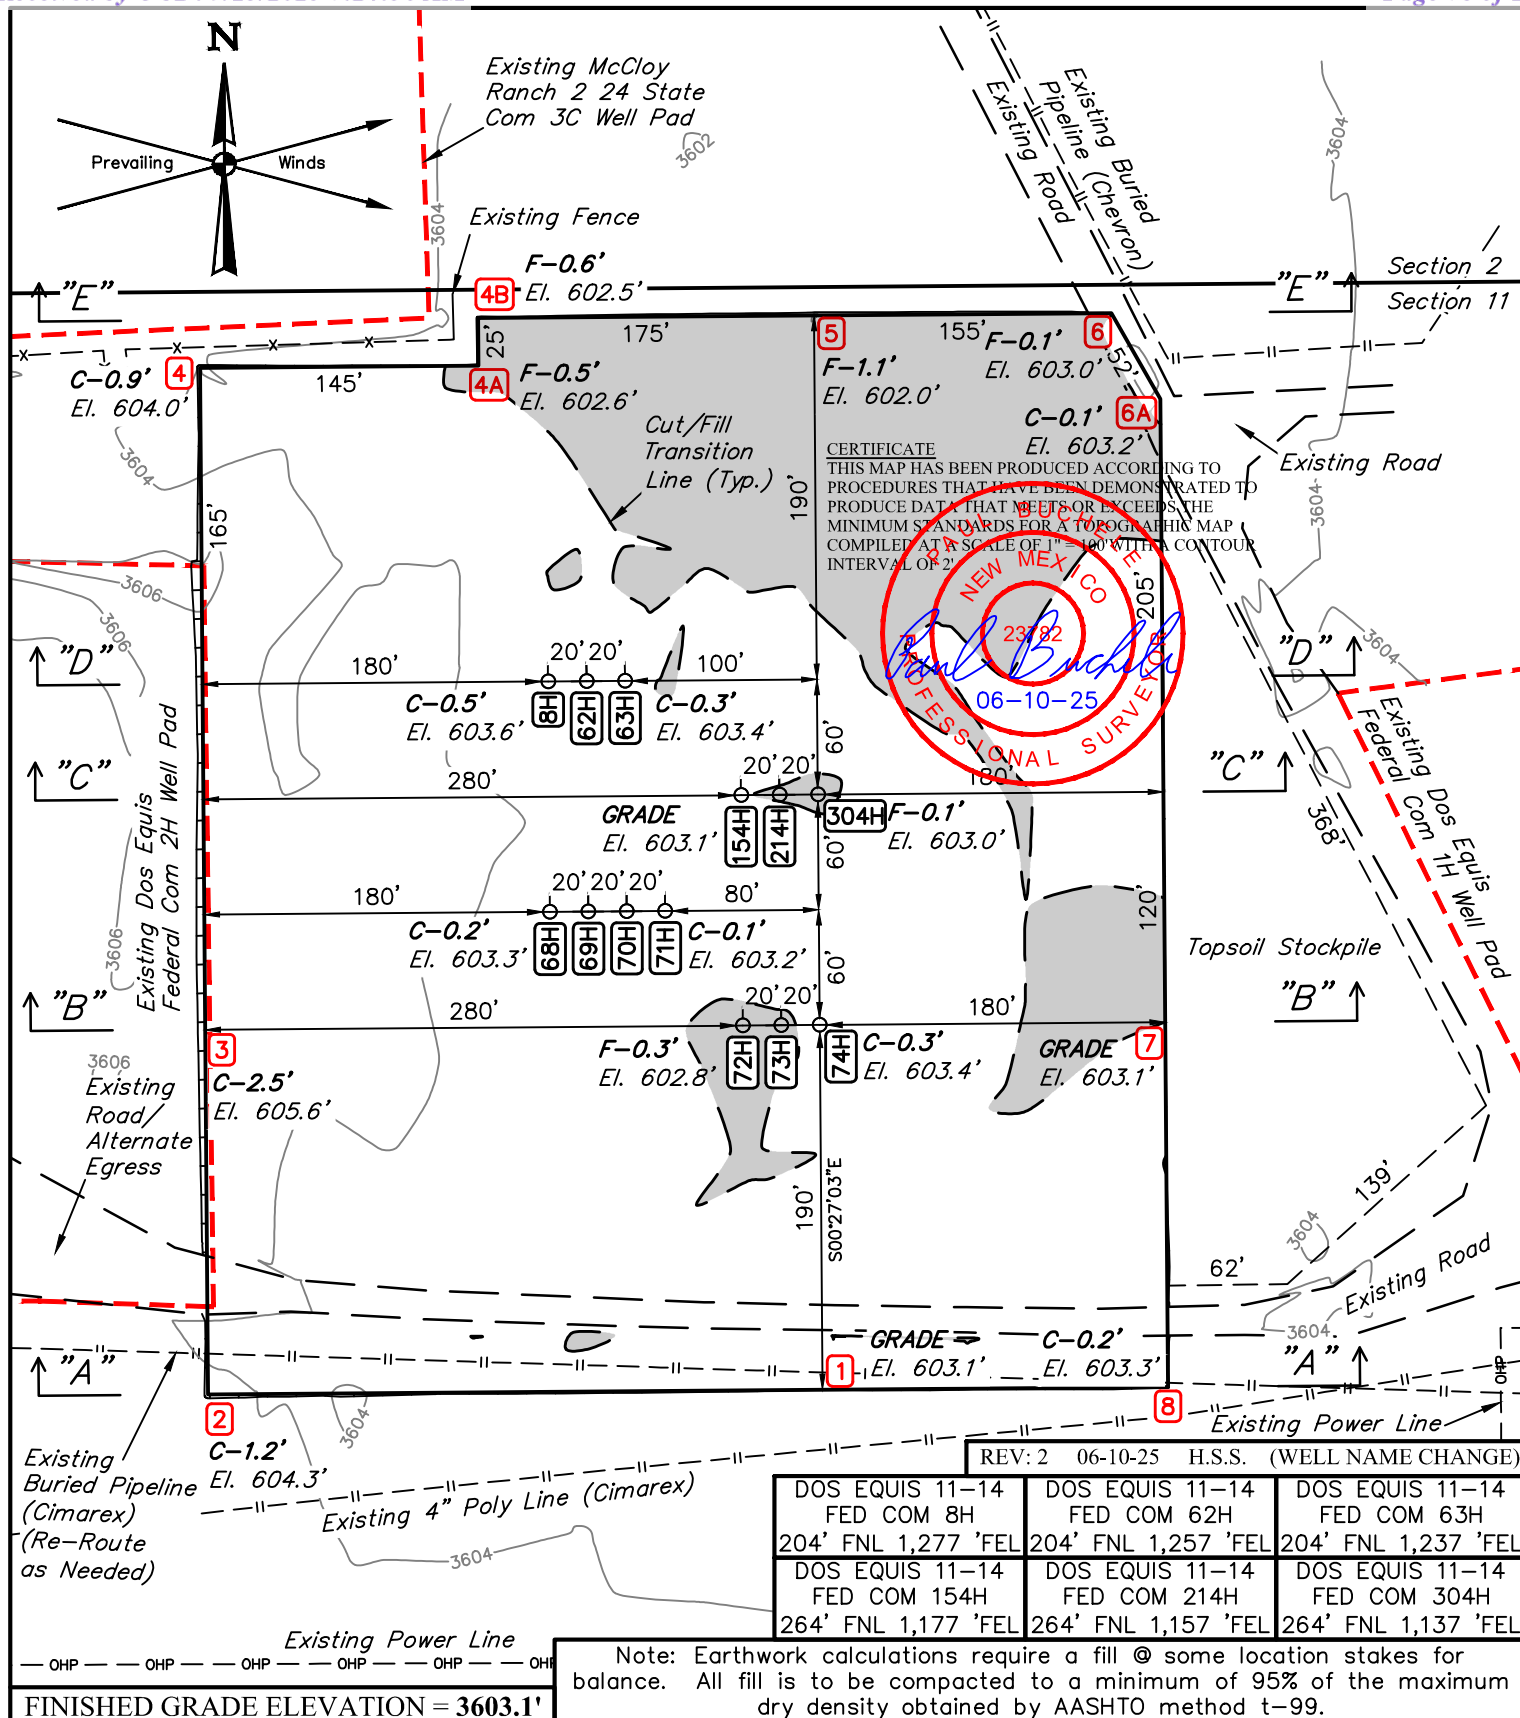 N
Prevailing
Winds
Existing McCloy
Ranch 2 24 State
Com 3C Well Pad
3602
3604
Existing Fence
Existing Road
Existing Buried
Pipeline (Chevron)
3604
Section 2
Section 11
"E"
"E"
4B
F-0.6'
El. 602.5'
25'
175'
5
155'
F-0.1'
El. 603.0'
6
52'
F-1.1'
El. 602.0'
4
C-0.9'
El. 604.0'
145'
4A
F-0.5'
El. 602.6'
C-0.1'
El. 603.2'
6A
Existing Road
Cut/Fill
Transition
Line (Typ.)
3604
165'
190'
3604
CERTIFICATE
THIS MAP HAS BEEN PRODUCED ACCORDING TO
PROCEDURES THAT HAVE BEEN DEMONSTRATED TO
PRODUCE DATA THAT MEETS OR EXCEEDS THE
MINIMUM STANDARDS FOR A TOPOGRAPHIC MAP
COMPILED AT A SCALE OF 1" = 100' WITH A CONTOUR
INTERVAL OF 2'
PAUL BUCHELE
NEW MEXICO
23782
PROFESSIONAL SURVEYOR
Paul Buchele
06-10-25
205'
3606
3606
3604
"D"
"D"
180'
20'
20'
100'
C-0.5'
El. 603.6'
8H
62H
63H
C-0.3'
El. 603.4'
60'
"C"
"C"
280'
20'
20'
180'
GRADE
El. 603.1'
154H
214H
304H
F-0.1'
El. 603.0'
60'
Existing Dos Equis
Federal Com 2H Well Pad
Existing Dos Equis
Federal Com 1H Well Pad
368'
180'
20'
20'
20'
80'
C-0.2'
El. 603.3'
68H
69H
70H
71H
C-0.1'
El. 603.2'
60'
120'
3606
Topsoil Stockpile
"B"
"B"
280'
20'
20'
180'
3
F-0.3'
El. 602.8'
72H
73H
74H
C-0.3'
El. 603.4'
GRADE
El. 603.1'
7
3606
C-2.5'
El. 605.6'
Existing
Road/
Alternate
Egress
190'
S00°27'03"E
139'
3604
62'
Existing Road
3604
"A"
"A"
1
GRADE
El. 603.1'
C-0.2'
El. 603.3'
OHP
2
8
C-1.2'
El. 604.3'
3604
Existing Power Line
Existing
Buried Pipeline
(Cimarex)
(Re-Route
as Needed)
Existing 4" Poly Line (Cimarex)
3604
REV: 2 06-10-25 H.S.S. (WELL NAME CHANGE)
DOS EQUIS 11-14
FED COM 8H
204' FNL 1,277 'FEL
DOS EQUIS 11-14
FED COM 62H
204' FNL 1,257 'FEL
DOS EQUIS 11-14
FED COM 63H
204' FNL 1,237 'FEL
DOS EQUIS 11-14
FED COM 154H
264' FNL 1,177 'FEL
DOS EQUIS 11-14
FED COM 214H
264' FNL 1,157 'FEL
DOS EQUIS 11-14
FED COM 304H
264' FNL 1,137 'FEL
Existing Power Line
OHP OHP OHP OHP OHP OHP
Note: Earthwork calculations require a fill @ some location stakes for
balance. All fill is to be compacted to a minimum of 95% of the maximum
dry density obtained by AASHTO method t-99.
FINISHED GRADE ELEVATION = 3603.1'